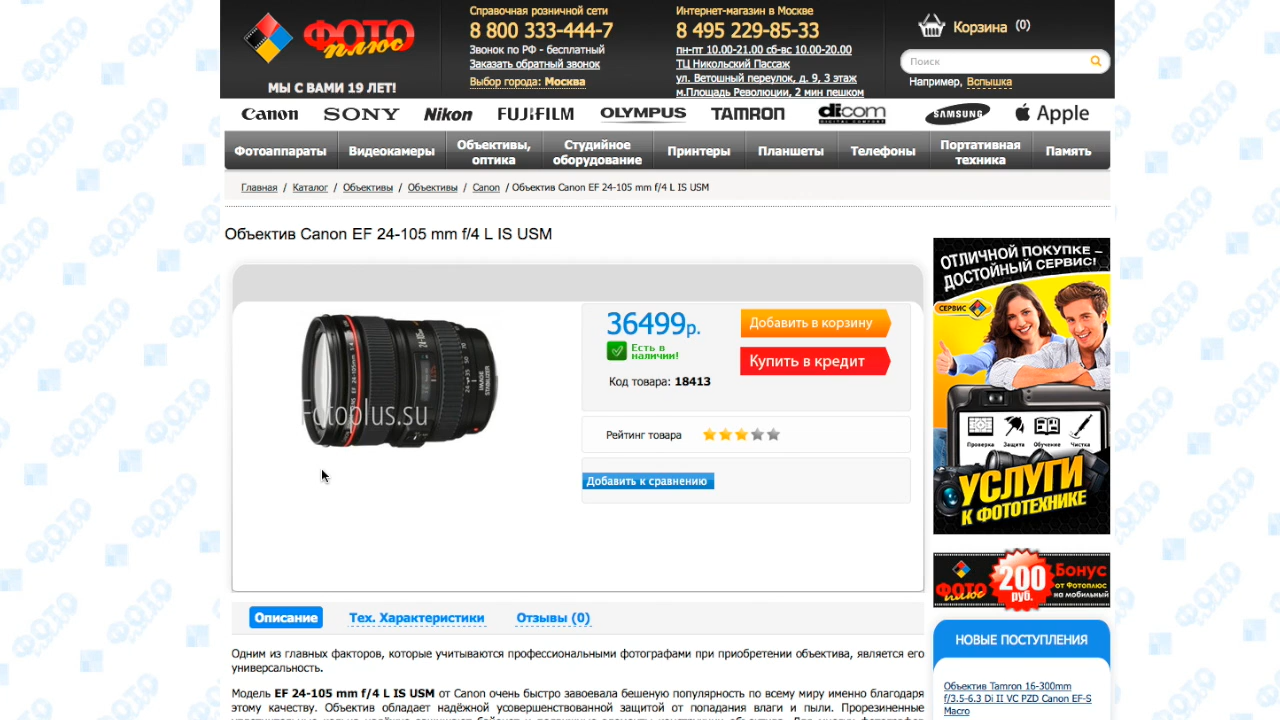 ФОТО
плюс
МЫ С ВАМИ 19 ЛЕТ!
Справочная розничной сети
8 800 333-444-7
Звонок по РФ - бесплатный
Заказать обратный звонок
Выбор города: Москва
Интернет-магазин в Москве
8 495 229-85-33
пн-пт 10.00-21.00 сб-вс 10.00-20.00
ТЦ Никольский Пассаж
ул. Ветошный переулок, д. 9, 3 этаж
м.Площадь Революции, 2 мин пешком
Корзина (0)
Поиск
Например, Вспышка
Canon SONY Nikon FUJIFILM OLYMPUS TAMRON dicom SAMSUNG Apple
DIGITAL COMPANY
Фотоаппараты
Видеокамеры
Объективы, оптика
Студийное оборудование
Принтеры
Планшеты
Телефоны
Портативная техника
Память
Главная / Каталог / Объективы / Объективы / Canon / Объектив Canon EF 24-105 mm f/4 L IS USM
Объектив Canon EF 24-105 mm f/4 L IS USM
Fotoplus.su
IMAGE STABILIZER
36499р.
Есть в
наличии!
Код товара: 18413
Добавить в корзину
Купить в кредит
Рейтинг товара
Добавить к сравнению
ОТЛИЧНОЙ ПОКУПКЕ –
ДОСТОЙНЫЙ СЕРВИС!
СЕРВИС
Проверка Защита Обучение Чистка
УСЛУГИ
К ФОТОТЕХНИКЕ
ФОТО
плюс
200
руб.
Бонус
от Фотоплюс
на мобильный
НОВЫЕ ПОСТУПЛЕНИЯ
Объектив Tamron 16-300mm
f/3.5-6.3 Di II VC PZD Canon EF-S
Macro
Описание Тех. Характеристики Отзывы (0)
Одним из главных факторов, которые учитываются профессиональными фотографами при приобретении объектива, является его
универсальность.
Модель EF 24-105 mm f/4 L IS USM от Canon очень быстро завоевала бешеную популярность по всему миру именно благодаря
этому качеству. Объектив обладает надёжной усовершенствованной защитой от попадания влаги и пыли. Прорезиненные